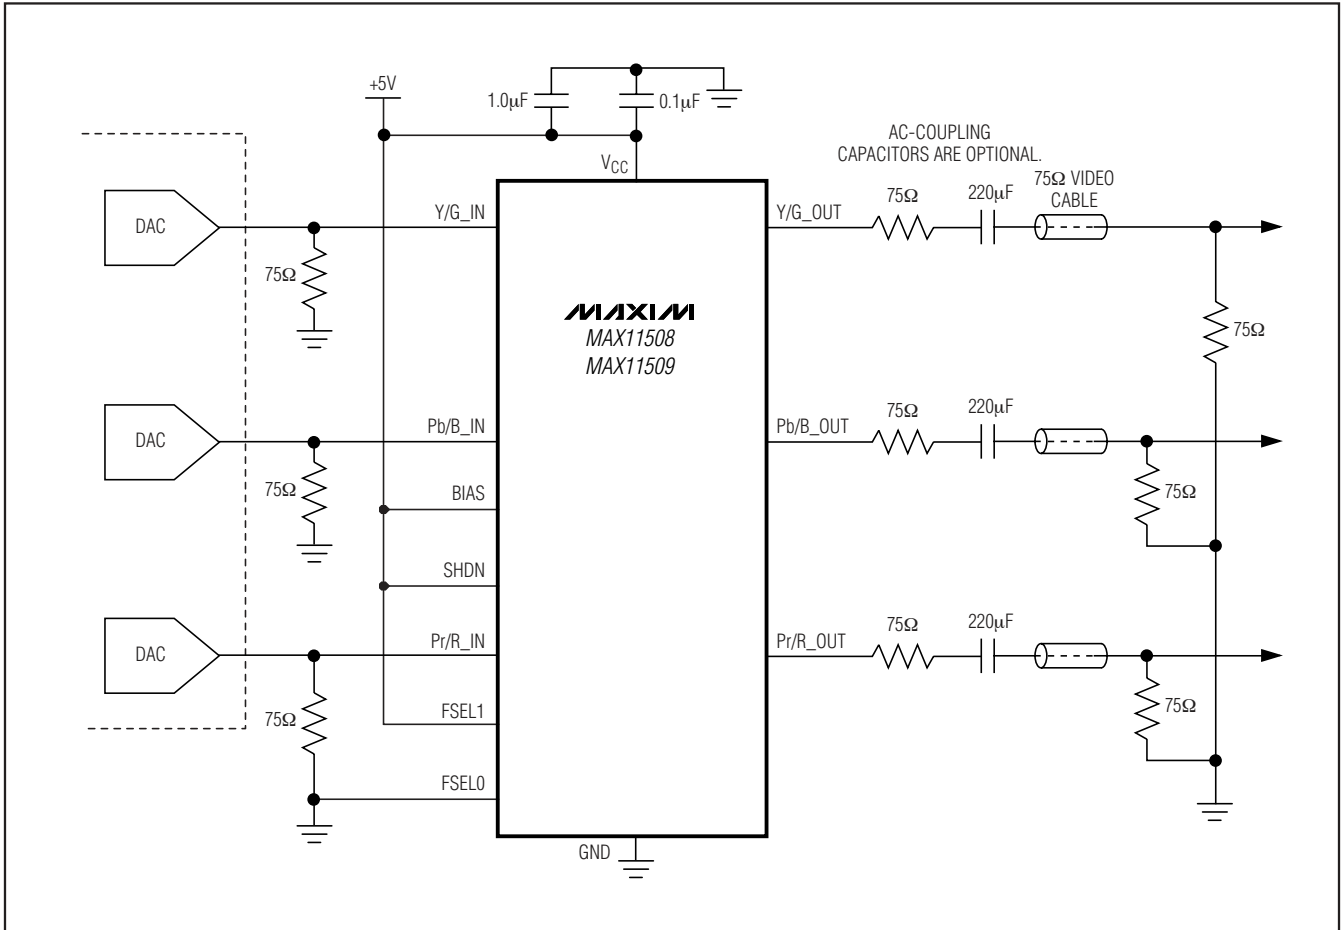 +5V
1.0μF
0.1μF
VCC
AC-COUPLING
CAPACITORS ARE OPTIONAL.
DAC
75Ω
Y/G_IN
Y/G_OUT
75Ω
220μF
75Ω VIDEO
CABLE
75Ω
MAXIM
MAX11508
MAX11509
DAC
75Ω
Pb/B_IN
Pb/B_OUT
75Ω
220μF
75Ω
BIAS
SHDN
DAC
75Ω
Pr/R_IN
Pr/R_OUT
75Ω
220μF
75Ω
FSEL1
FSEL0
GND